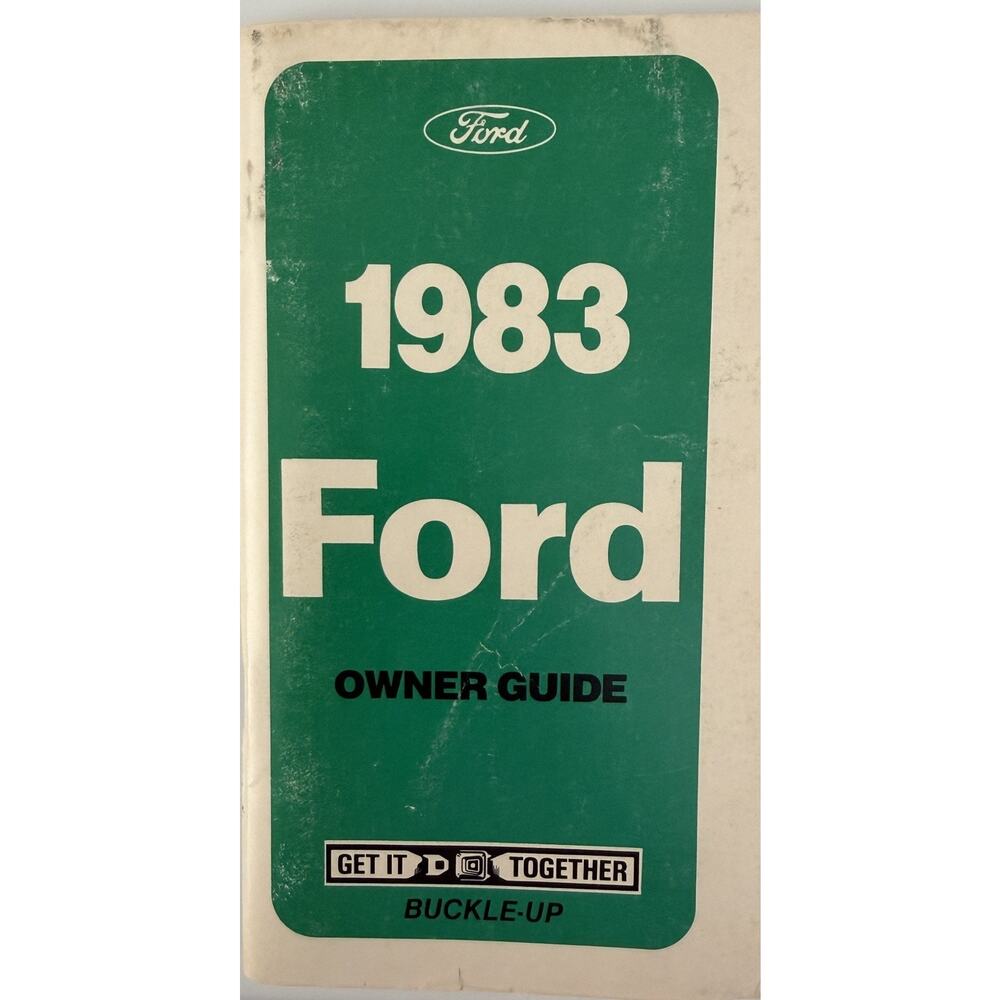 Ford
1983
Ford
OWNER GUIDE
GET IT TOGETHER
BUCKLE-UP